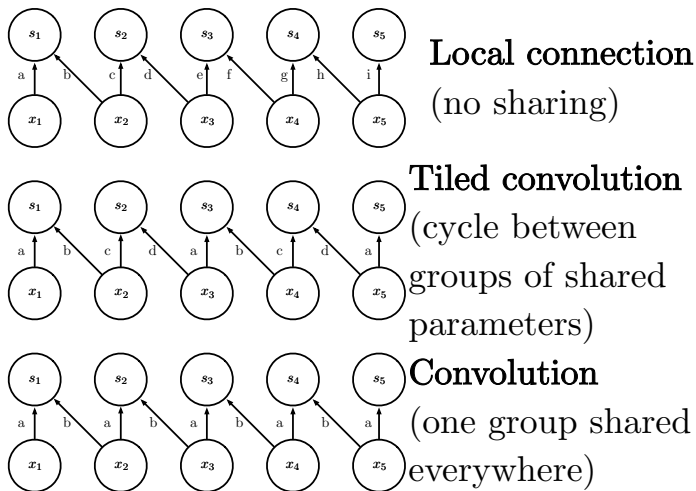 s₁ s₂ s₃ s₄ s₅
a b c d e f g h i
x₁ x₂ x₃ x₄ x₅
Local connection
(no sharing)
s₁ s₂ s₃ s₄ s₅
a b c d a b c d a
x₁ x₂ x₃ x₄ x₅
Tiled convolution
(cycle between
groups of shared
parameters)
s₁ s₂ s₃ s₄ s₅
a b a b a b a b a
x₁ x₂ x₃ x₄ x₅
Convolution
(one group shared
everywhere)